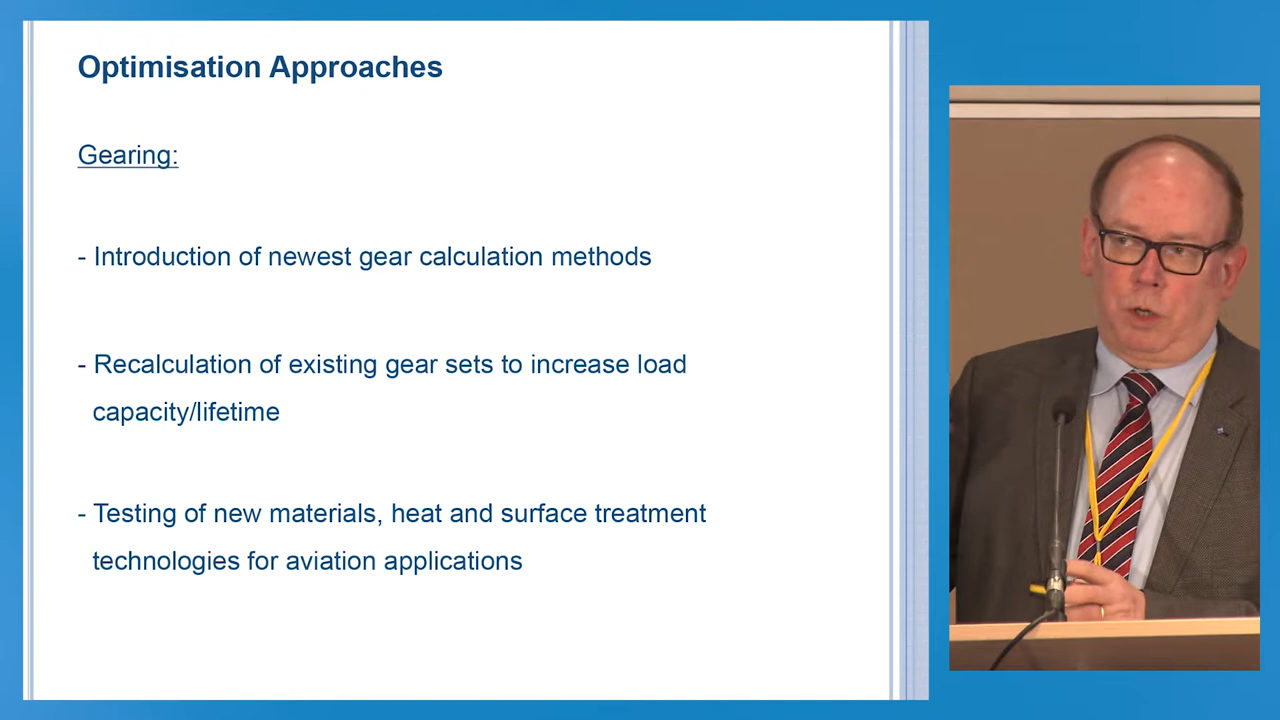 Optimisation Approaches
Gearing:
- Introduction of newest gear calculation methods
- Recalculation of existing gear sets to increase load
capacity/lifetime
- Testing of new materials, heat and surface treatment
technologies for aviation applications